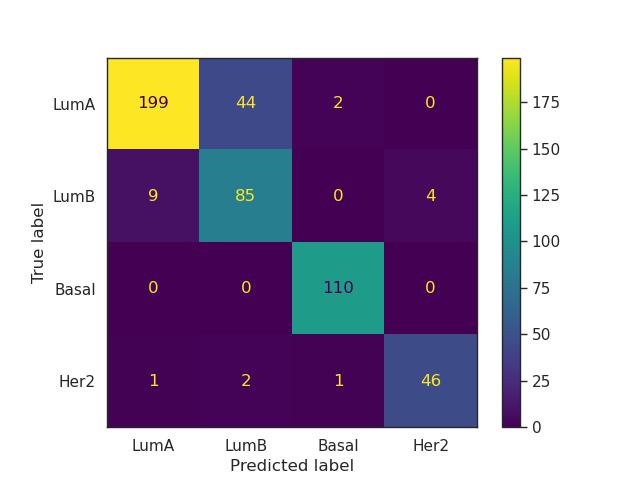 LumA 199 44 2 0
LumB 9 85 0 4
Basal 0 0 110 0
Her2 1 2 1 46
LumA LumB Basal Her2
Predicted label
True label
175
150
125
100
75
50
25
0